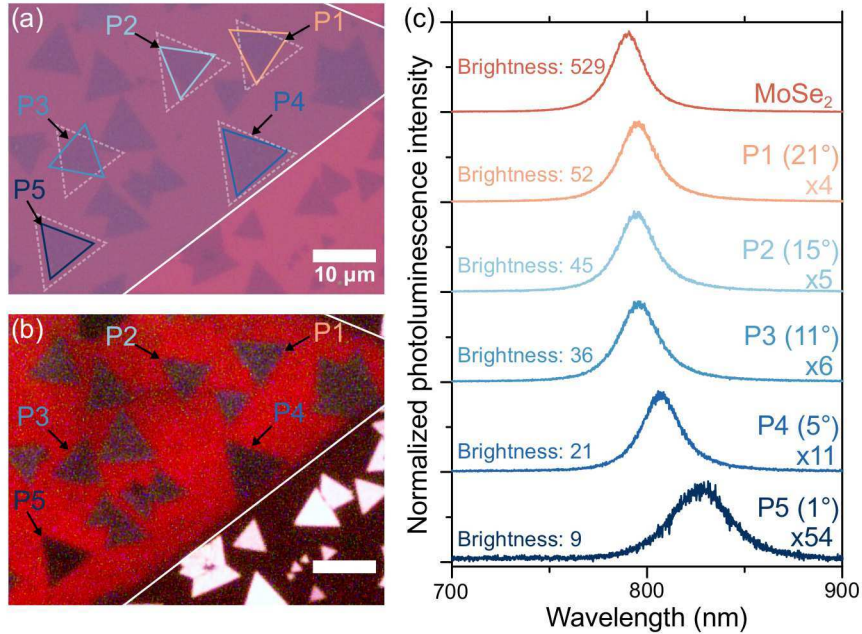 (a)
P2
P1
P3
P4
P5
10 μm
(b)
P2
P1
P3
P4
P5
(c)
Normalized photoluminescence intensity
Brightness: 529
MoSe₂
Brightness: 52
P1 (21°)
x4
Brightness: 45
P2 (15°)
x5
Brightness: 36
P3 (11°)
x6
Brightness: 21
P4 (5°)
x11
Brightness: 9
P5 (1°)
x54
700
800
900
Wavelength (nm)